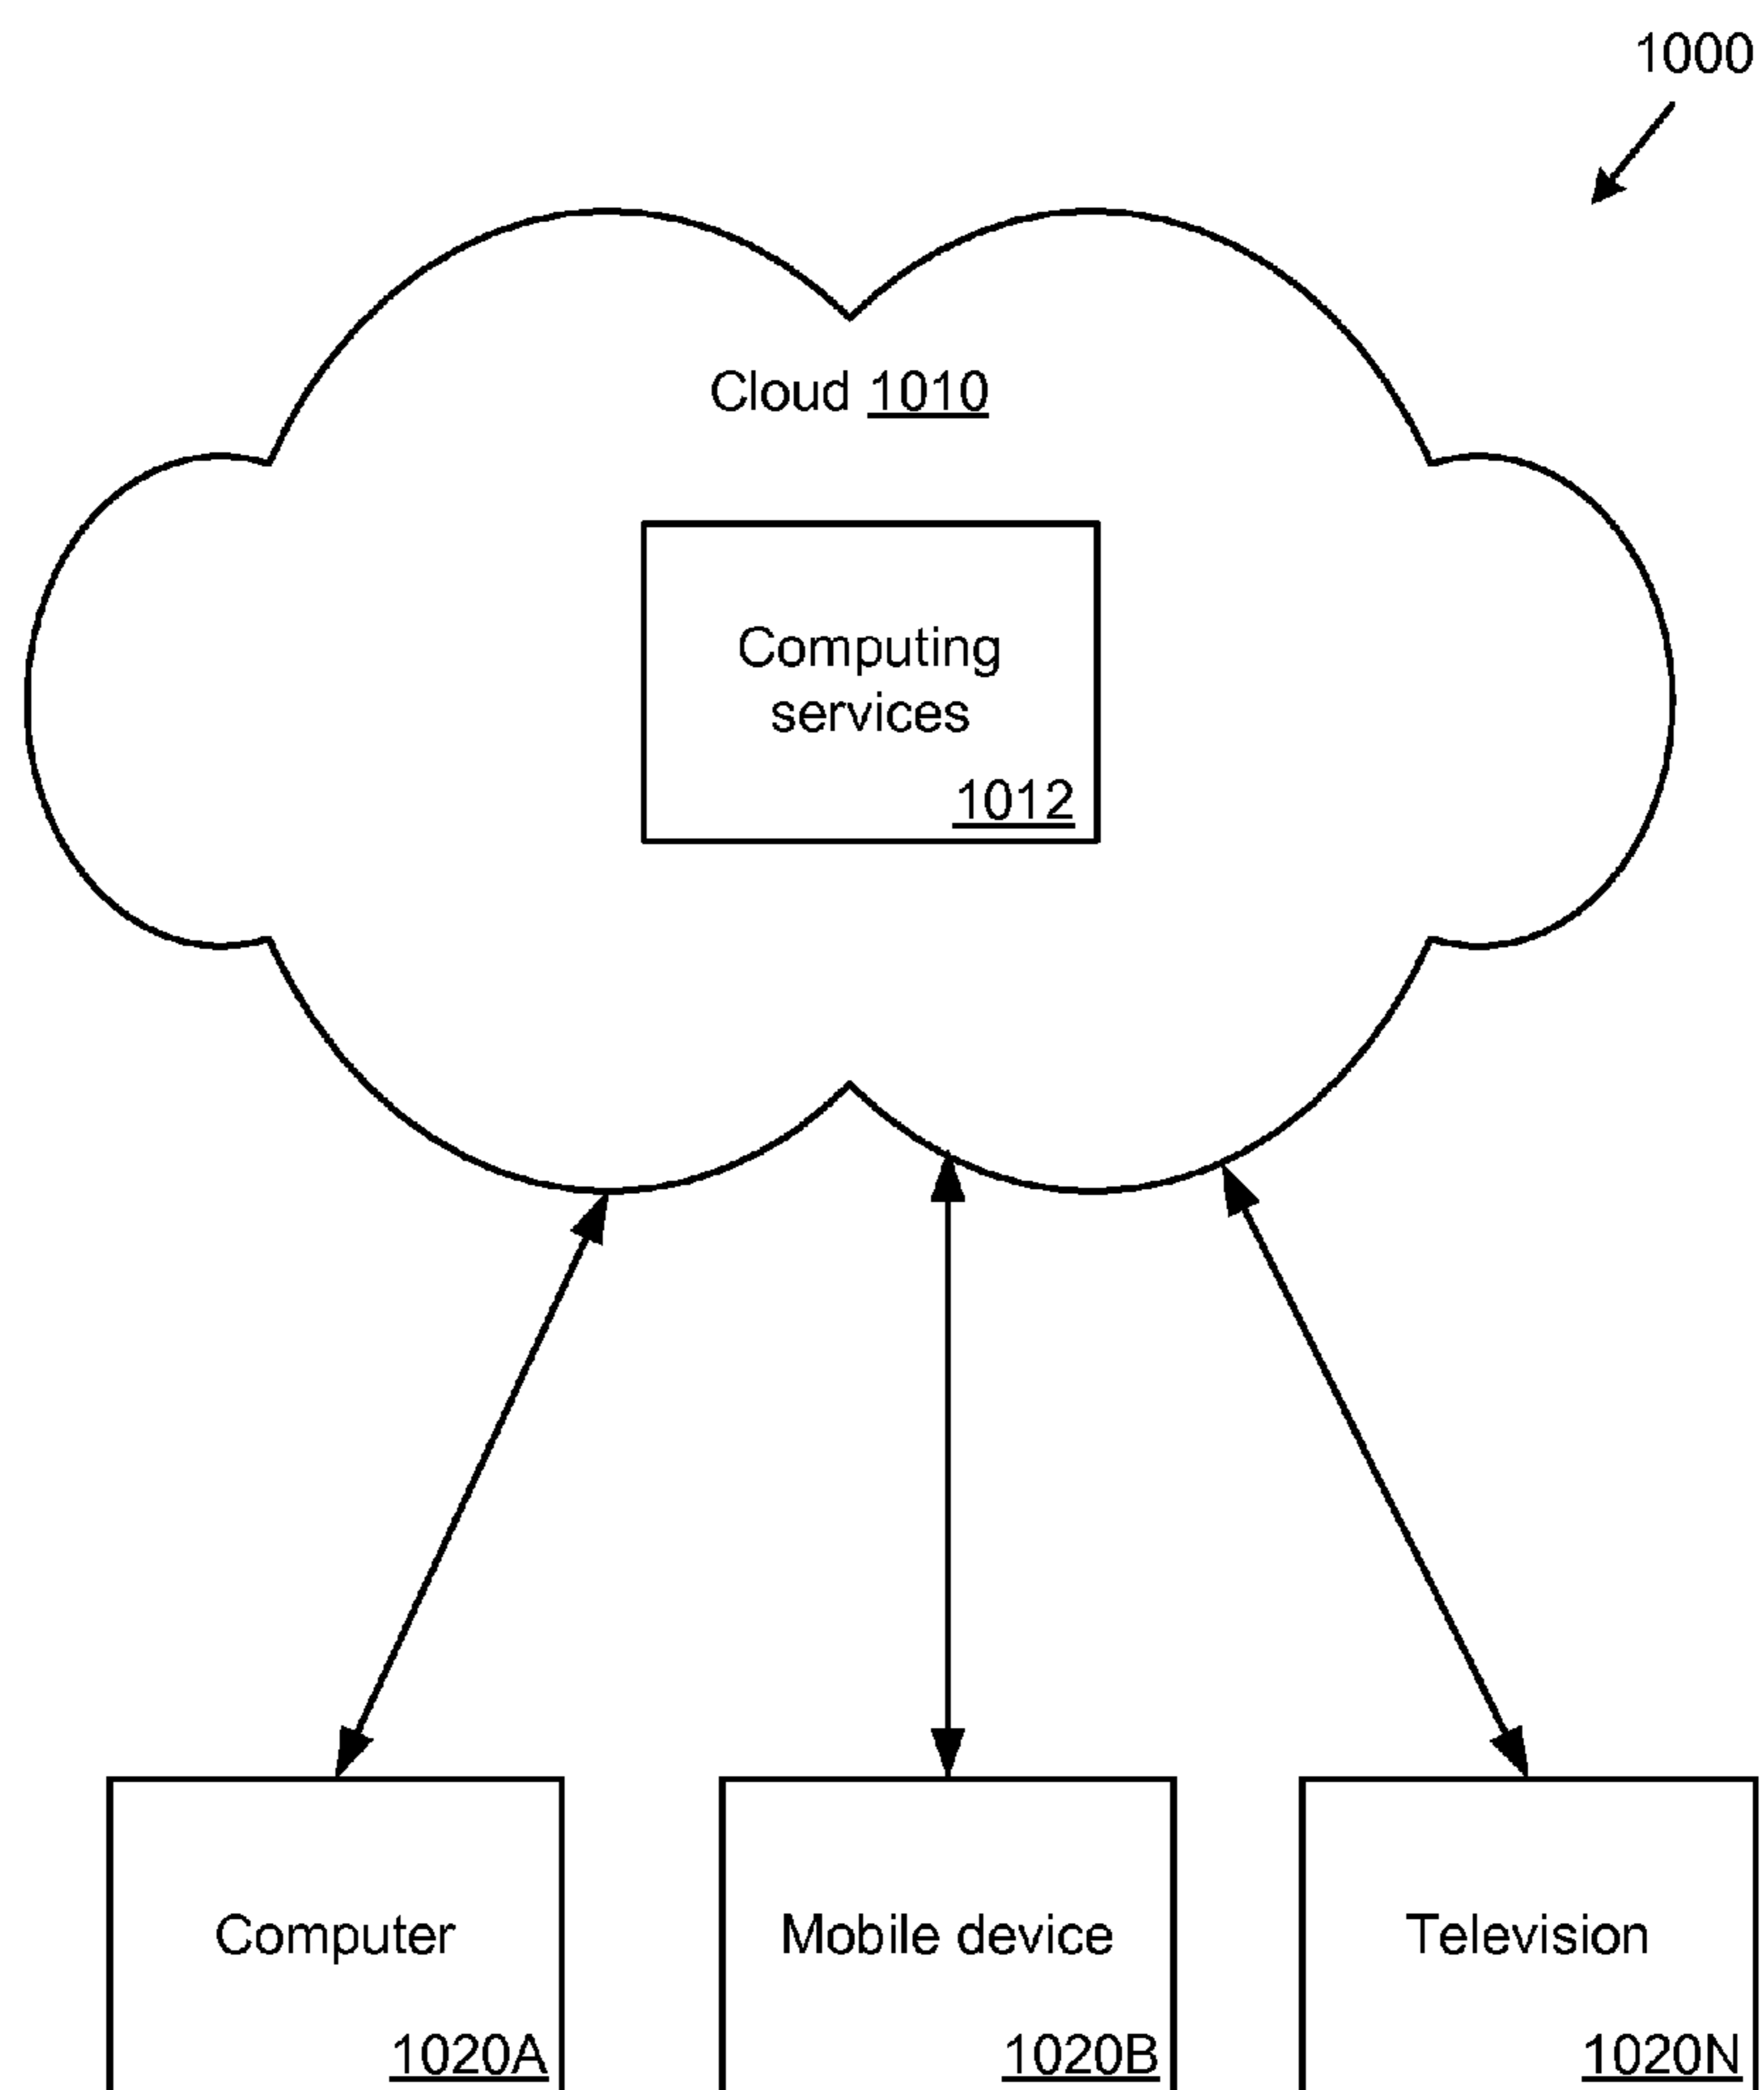 1000
Cloud 1010
Computing
services
1012
Computer
Mobile device
Television
1020A
1020B
1020N